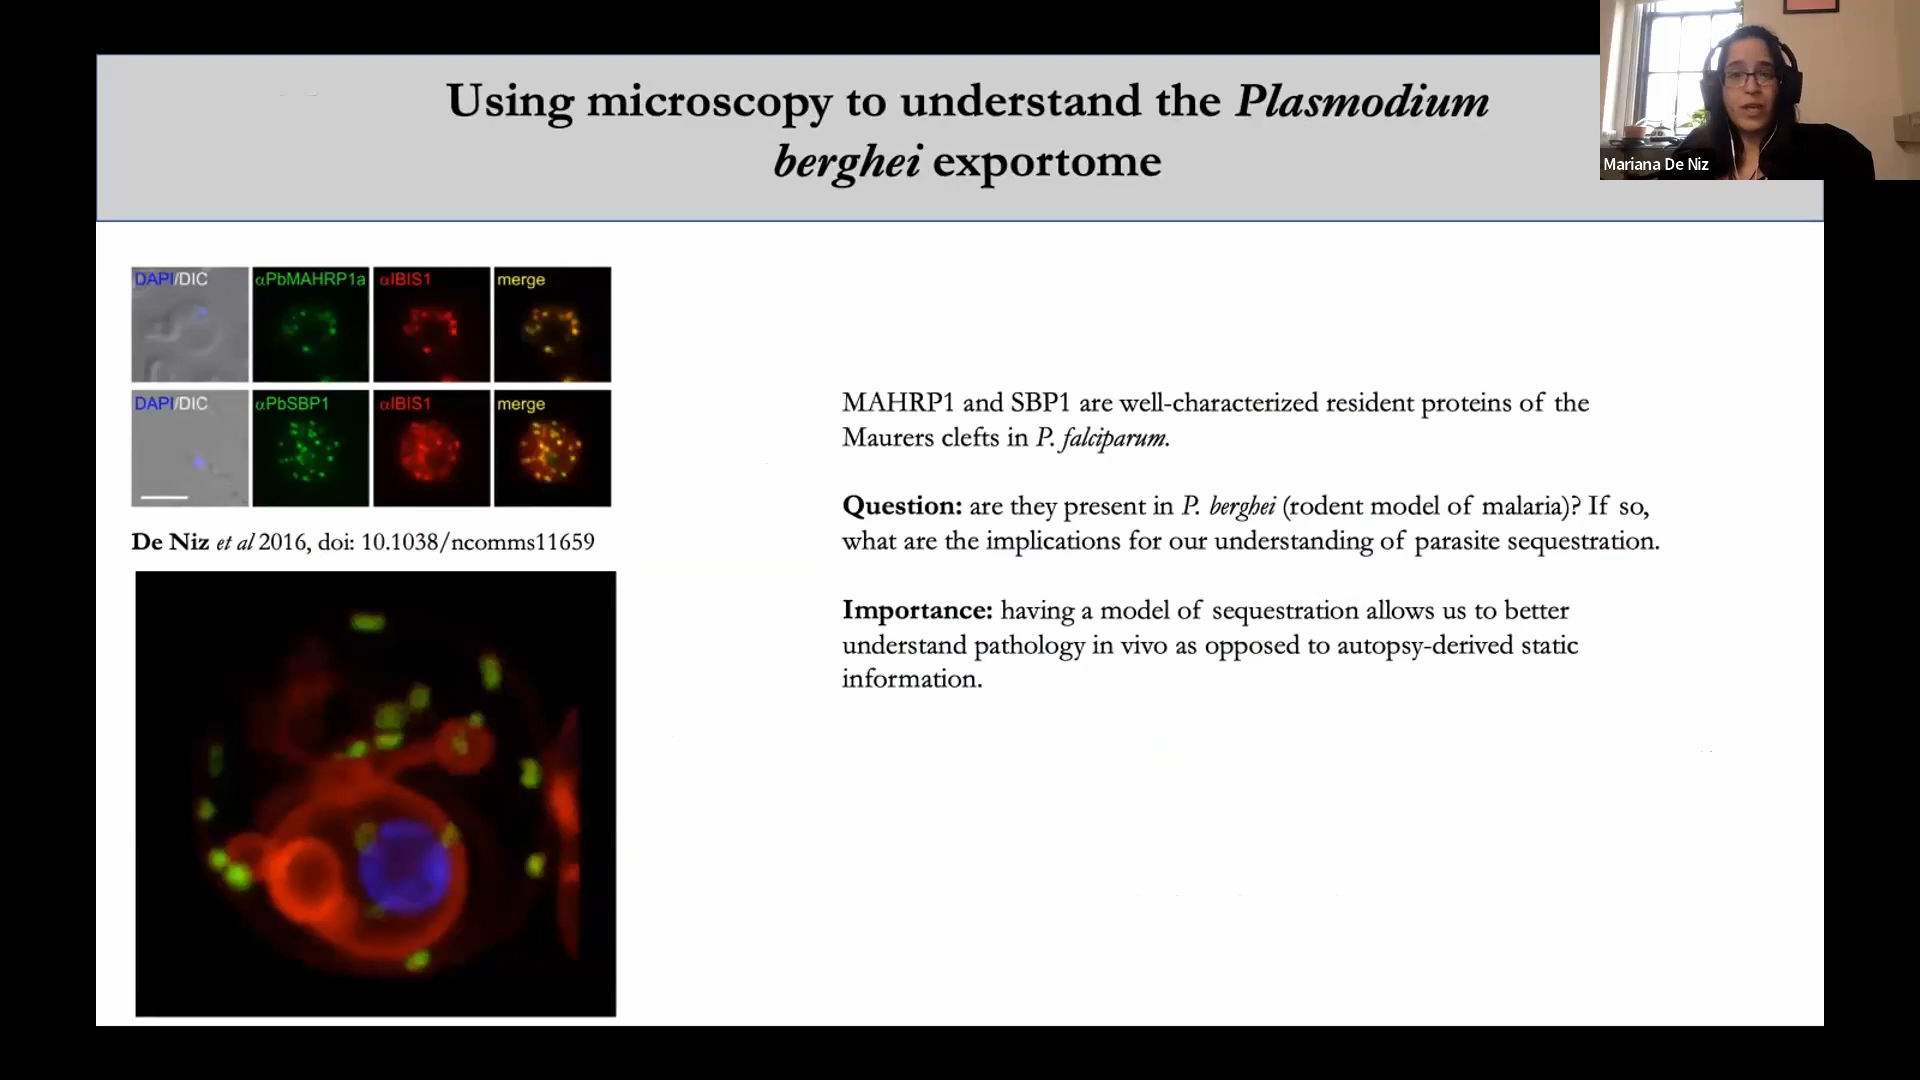 Using microscopy to understand the Plasmodium
berghei exportome
Mariana De Niz
DAPI/DIC αPbMAHRP1a αIBIS1 merge
DAPI/DIC αPbSBP1 αIBIS1 merge
De Niz et al 2016, doi: 10.1038/ncomms11659
MAHRP1 and SBP1 are well-characterized resident proteins of the
Maurers clefts in P. falciparum.
Question: are they present in P. berghei (rodent model of malaria)? If so,
what are the implications for our understanding of parasite sequestration.
Importance: having a model of sequestration allows us to better
understand pathology in vivo as opposed to autopsy-derived static
information.